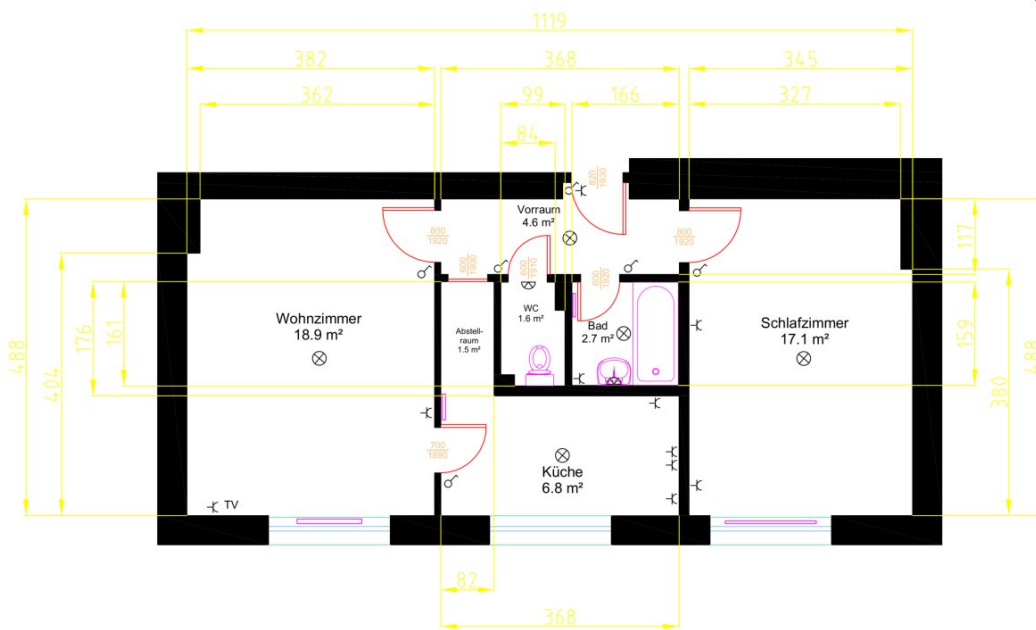 1119
382
368
345
362
99
166
327
84
820
1930
Vorraum
4.6 m²
800
1920
800
1920
600
1900
600
1910
600
1920
117
WC
1.6 m²
Bad
2.7 m²
Wohnzimmer
18.9 m²
Abstell-
raum
1.5 m²
Schlafzimmer
17.1 m²
488
404
176
161
159
380
488
700
1890
Küche
6.8 m²
TV
82
368